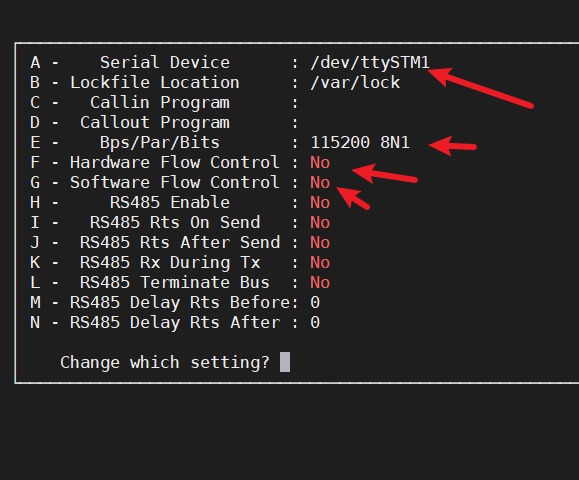 A - Serial Device : /dev/ttySTM1
B - Lockfile Location : /var/lock
C - Callin Program :
D - Callout Program :
E - Bps/Par/Bits : 115200 8N1
F - Hardware Flow Control : No
G - Software Flow Control : No
H - RS485 Enable : No
I - RS485 Rts On Send : No
J - RS485 Rts After Send : No
K - RS485 Rx During Tx : No
L - RS485 Terminate Bus : No
M - RS485 Delay Rts Before: 0
N - RS485 Delay Rts After : 0
Change which setting?